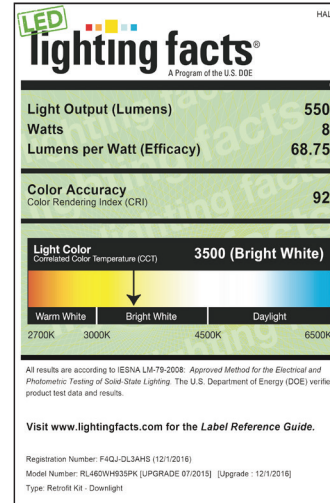 HAL
LED
lighting facts®
A Program of the U.S. DOE
Light Output (Lumens) 550
Watts 8
Lumens per Watt (Efficacy) 68.75
Color Accuracy 92
Color Rendering Index (CRI)
Light Color 3500 (Bright White)
Correlated Color Temperature (CCT)
Warm White Bright White Daylight
2700K 3000K 4500K 6500K
All results are according to IESNA LM-79-2008: Approved Method for the Electrical and
Photometric Testing of Solid-State Lighting. The U.S. Department of Energy (DOE) verifie
product test data and results.
Visit www.lightingfacts.com for the Label Reference Guide.
Registration Number: F4QJ-DL3AHS (12/1/2016)
Model Number: RL460WH935PK [UPGRADE 07/2015] [Upgrade : 12/1/2016]
Type: Retrofit Kit - Downlight